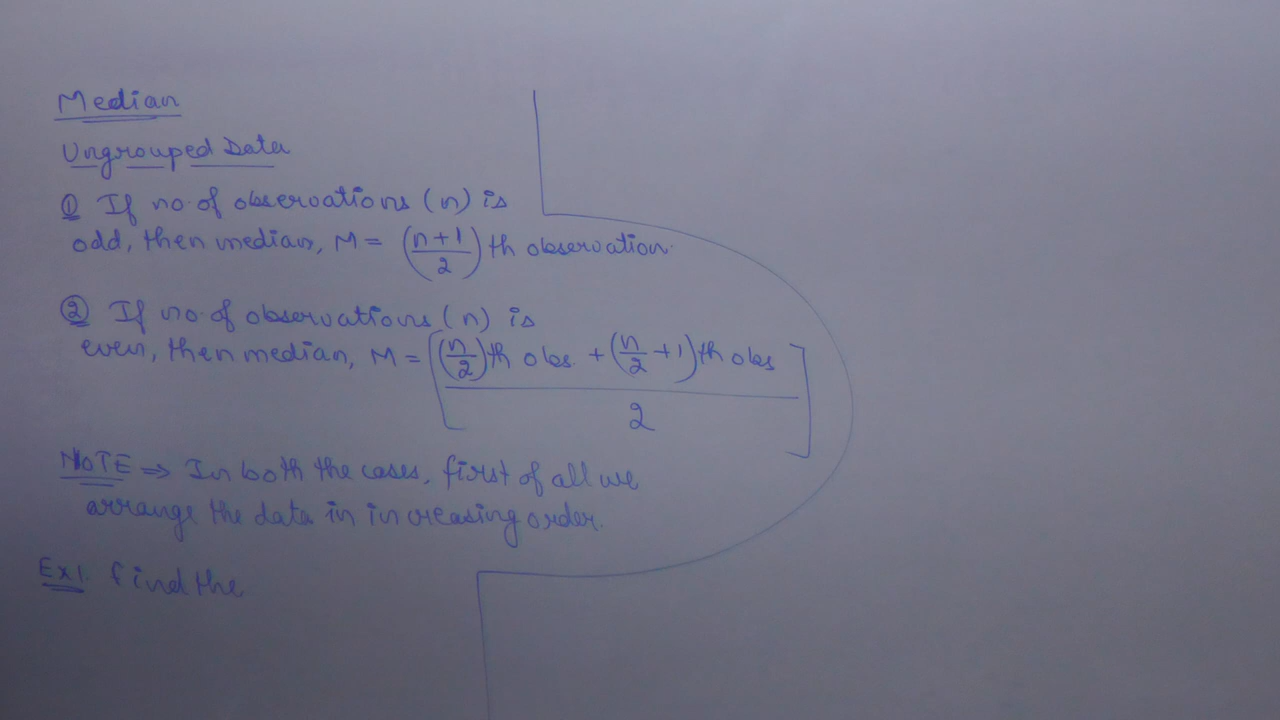 Median
Ungrouped Data
① If no. of observations (n) is
odd, then median, M = ((n+1)/2) th observation.
② If no. of observations (n) is
even, then median, M = [((n/2) th obs. + (n/2 + 1) th obs)/2]
NOTE ⇒ In both the cases, first of all we
arrange the data in increasing order.
Ex1. find the